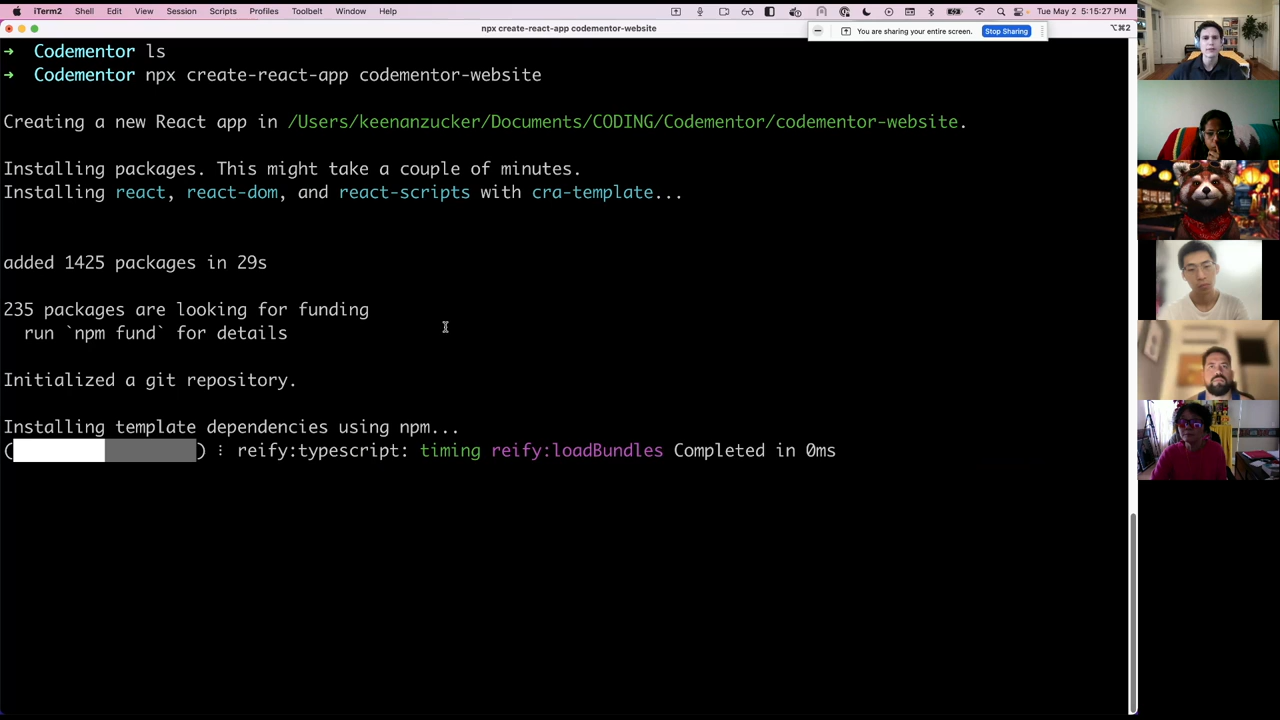 iTerm2 Shell Edit View Session Scripts Profiles Toolbelt Window Help Tue May 2 5:15:27 PM
npx create-react-app codementor-website
You are sharing your entire screen. Stop Sharing
⌥⌘2
➜ Codementor ls
➜ Codementor npx create-react-app codementor-website
Creating a new React app in /Users/keenanzucker/Documents/CODING/Codementor/codementor-website.
Installing packages. This might take a couple of minutes.
Installing react, react-dom, and react-scripts with cra-template...
added 1425 packages in 29s
235 packages are looking for funding
run `npm fund` for details
Initialized a git repository.
Installing template dependencies using npm...
( ) ⠸ reify:typescript: timing reify:loadBundles Completed in 0ms